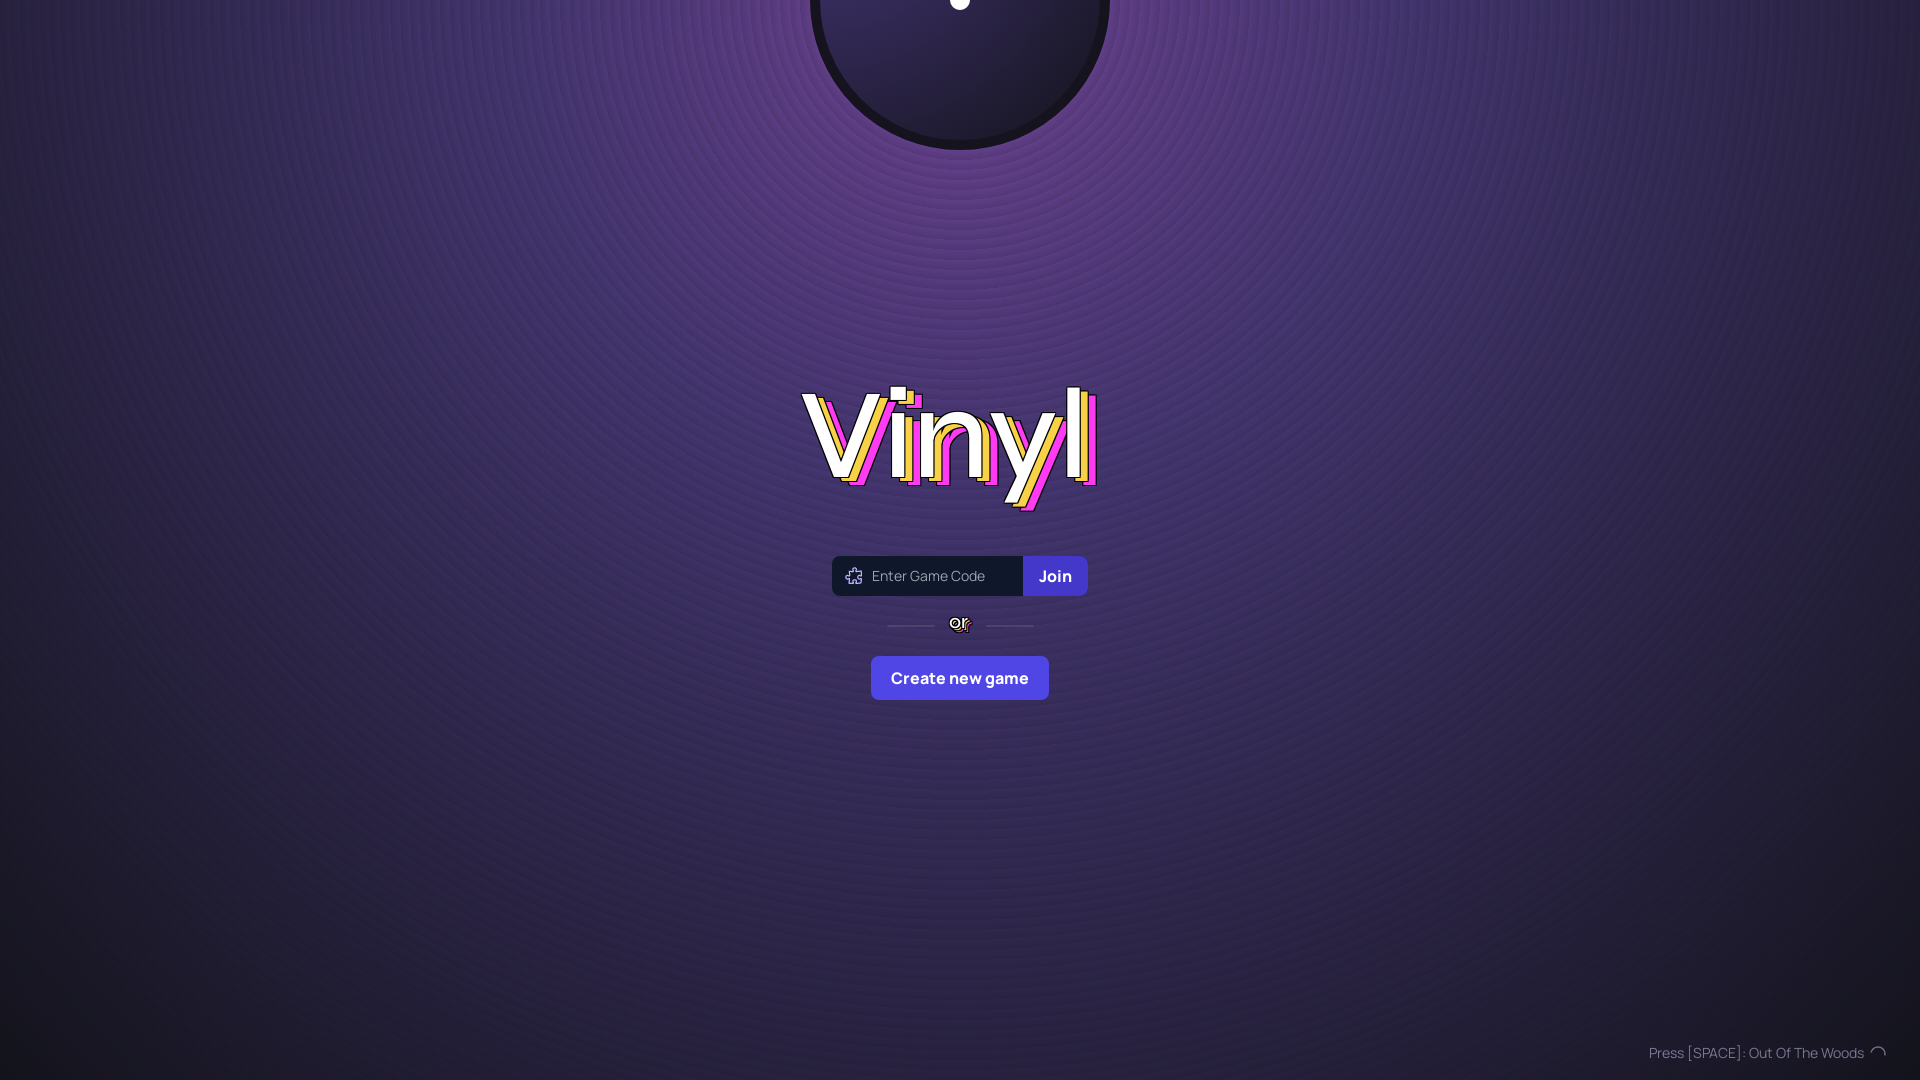 Vinyl
Enter Game Code
Join
or
Create new game
Press [SPACE]: Out Of The Woods